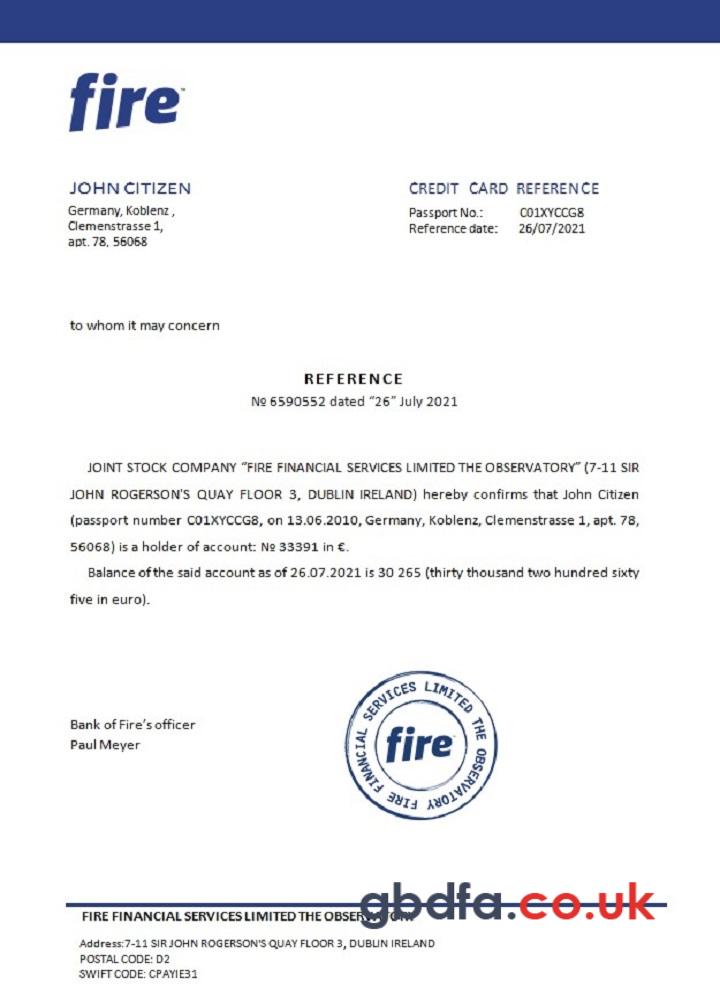 fire
JOHN CITIZEN
Germany, Koblenz ,
Clemenstrasse 1,
apt. 78, 56068
CREDIT CARD REFERENCE
Passport No.: C01XYCCG8
Reference date: 26/07/2021
to whom it may concern
REFERENCE
№ 6590552 dated "26" July 2021
JOINT STOCK COMPANY "FIRE FINANCIAL SERVICES LIMITED THE OBSERVATORY" (7-11 SIR
JOHN ROGERSON'S QUAY FLOOR 3, DUBLIN IRELAND) hereby confirms that John Citizen
(passport number C01XYCCG8, on 13.06.2010, Germany, Koblenz, Clemenstrasse 1, apt. 78,
56068) is a holder of account: № 33391 in €.
Balance of the said account as of 26.07.2021 is 30 265 (thirty thousand two hundred sixty
five in euro).
Bank of Fire's officer
Paul Meyer
FIRE FINANCIAL SERVICES LIMITED THE OBSERVATORY
fire
gbdfa.co.uk
FIRE FINANCIAL SERVICES LIMITED THE OBSERVATORY
Address:7-11 SIR JOHN ROGERSON'S QUAY FLOOR 3, DUBLIN IRELAND
POSTAL CODE: D2
SWIFT CODE: CPAYIE31